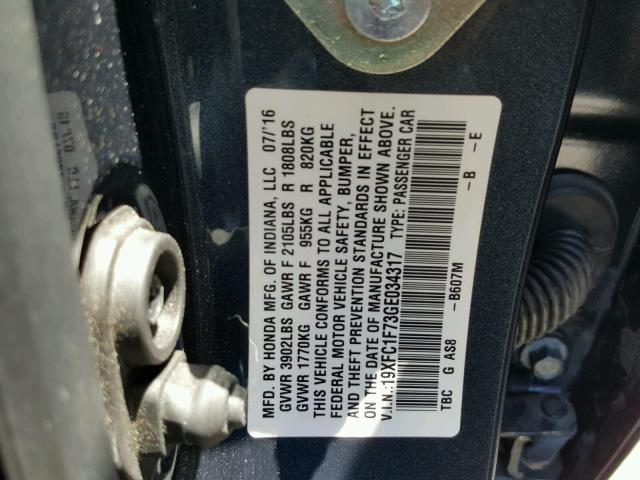 MFD. BY HONDA MFG. OF INDIANA, LLC 07/'16
GVWR 3902LBS GAWR F 2105LBS R 1808LBS
GVWR 1770KG GAWR F 955KG R 820KG
THIS VEHICLE CONFORMS TO ALL APPLICABLE
FEDERAL MOTOR VEHICLE SAFETY, BUMPER,
AND THEFT PREVENTION STANDARDS IN EFFECT
ON THE DATE OF MANUFACTURE SHOWN ABOVE.
V.I.N.:19XFC1F73GE034317 TYPE: PASSENGER CAR
-B607M -B -E
TBC G AS8